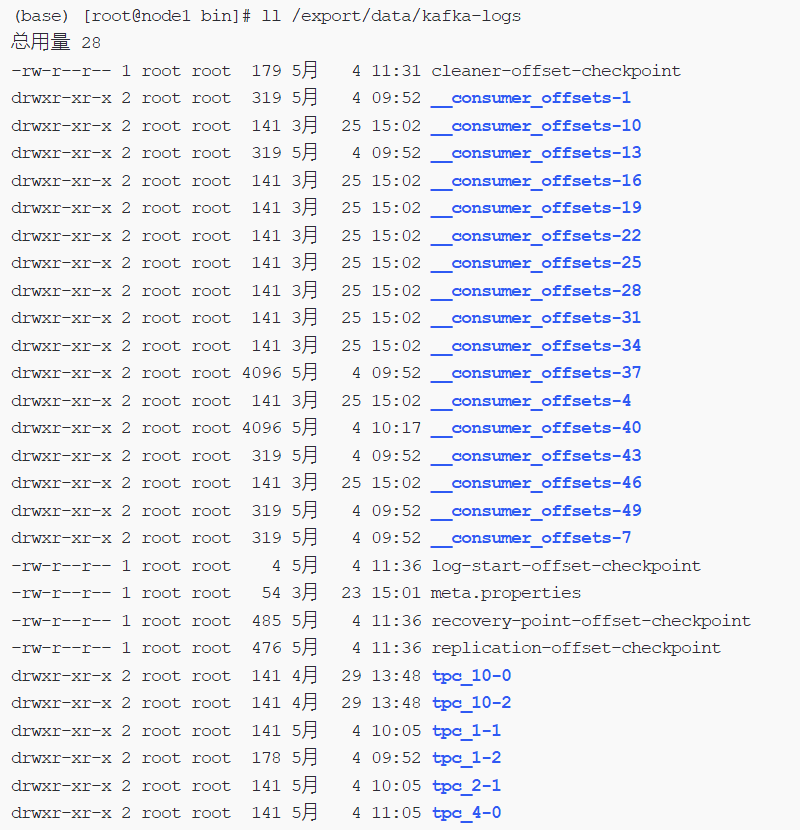 (base) [root@node1 bin]# ll /export/data/kafka-logs
总用量 28
-rw-r--r-- 1 root root  179 5月   4 11:31 cleaner-offset-checkpoint
drwxr-xr-x 2 root root  319 5月   4 09:52 __consumer_offsets-1
drwxr-xr-x 2 root root  141 3月  25 15:02 __consumer_offsets-10
drwxr-xr-x 2 root root  319 5月   4 09:52 __consumer_offsets-13
drwxr-xr-x 2 root root  141 3月  25 15:02 __consumer_offsets-16
drwxr-xr-x 2 root root  141 3月  25 15:02 __consumer_offsets-19
drwxr-xr-x 2 root root  141 3月  25 15:02 __consumer_offsets-22
drwxr-xr-x 2 root root  141 3月  25 15:02 __consumer_offsets-25
drwxr-xr-x 2 root root  141 3月  25 15:02 __consumer_offsets-28
drwxr-xr-x 2 root root  141 3月  25 15:02 __consumer_offsets-31
drwxr-xr-x 2 root root  141 3月  25 15:02 __consumer_offsets-34
drwxr-xr-x 2 root root 4096 5月   4 09:52 __consumer_offsets-37
drwxr-xr-x 2 root root  141 3月  25 15:02 __consumer_offsets-4
drwxr-xr-x 2 root root 4096 5月   4 10:17 __consumer_offsets-40
drwxr-xr-x 2 root root  319 5月   4 09:52 __consumer_offsets-43
drwxr-xr-x 2 root root  141 3月  25 15:02 __consumer_offsets-46
drwxr-xr-x 2 root root  319 5月   4 09:52 __consumer_offsets-49
drwxr-xr-x 2 root root  319 5月   4 09:52 __consumer_offsets-7
-rw-r--r-- 1 root root    4 5月   4 11:36 log-start-offset-checkpoint
-rw-r--r-- 1 root root   54 3月  23 15:01 meta.properties
-rw-r--r-- 1 root root  485 5月   4 11:36 recovery-point-offset-checkpoint
-rw-r--r-- 1 root root  476 5月   4 11:36 replication-offset-checkpoint
drwxr-xr-x 2 root root  141 4月  29 13:48 tpc_10-0
drwxr-xr-x 2 root root  141 4月  29 13:48 tpc_10-2
drwxr-xr-x 2 root root  141 5月   4 10:05 tpc_1-1
drwxr-xr-x 2 root root  178 5月   4 09:52 tpc_1-2
drwxr-xr-x 2 root root  141 5月   4 10:05 tpc_2-1
drwxr-xr-x 2 root root  141 5月   4 11:05 tpc_4-0